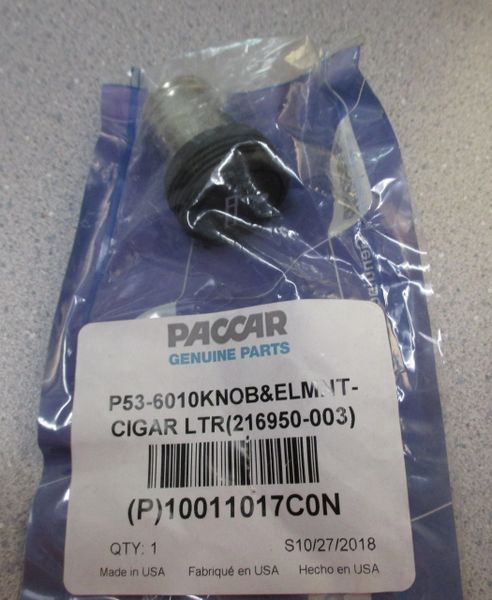 PACCAR
GENUINE PARTS
P53-6010KNOB&ELMNT-
CIGAR LTR(216950-003)
(P)10011017C0N
QTY: 1 S10/27/2018
Made in USA Fabriqué en USA Hecho en USA